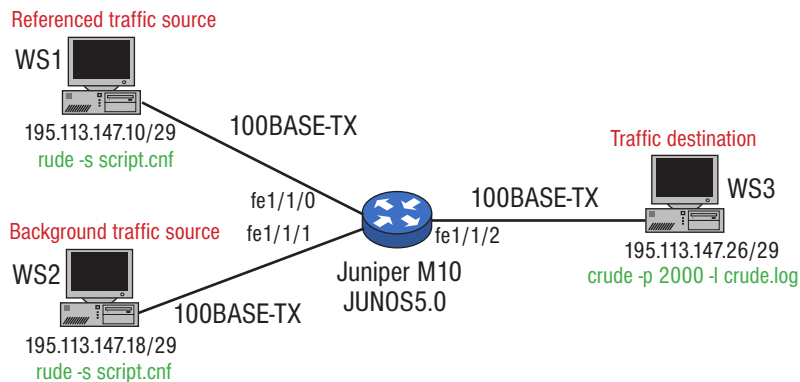 Referenced traffic source
WS1
195.113.147.10/29
rude -s script.cnf
100BASE-TX
fe1/1/0
Background traffic source
WS2
195.113.147.18/29
rude -s script.cnf
100BASE-TX
fe1/1/1
Juniper M10
JUNOS5.0
fe1/1/2
100BASE-TX
Traffic destination
WS3
195.113.147.26/29
crude -p 2000 -l crude.log